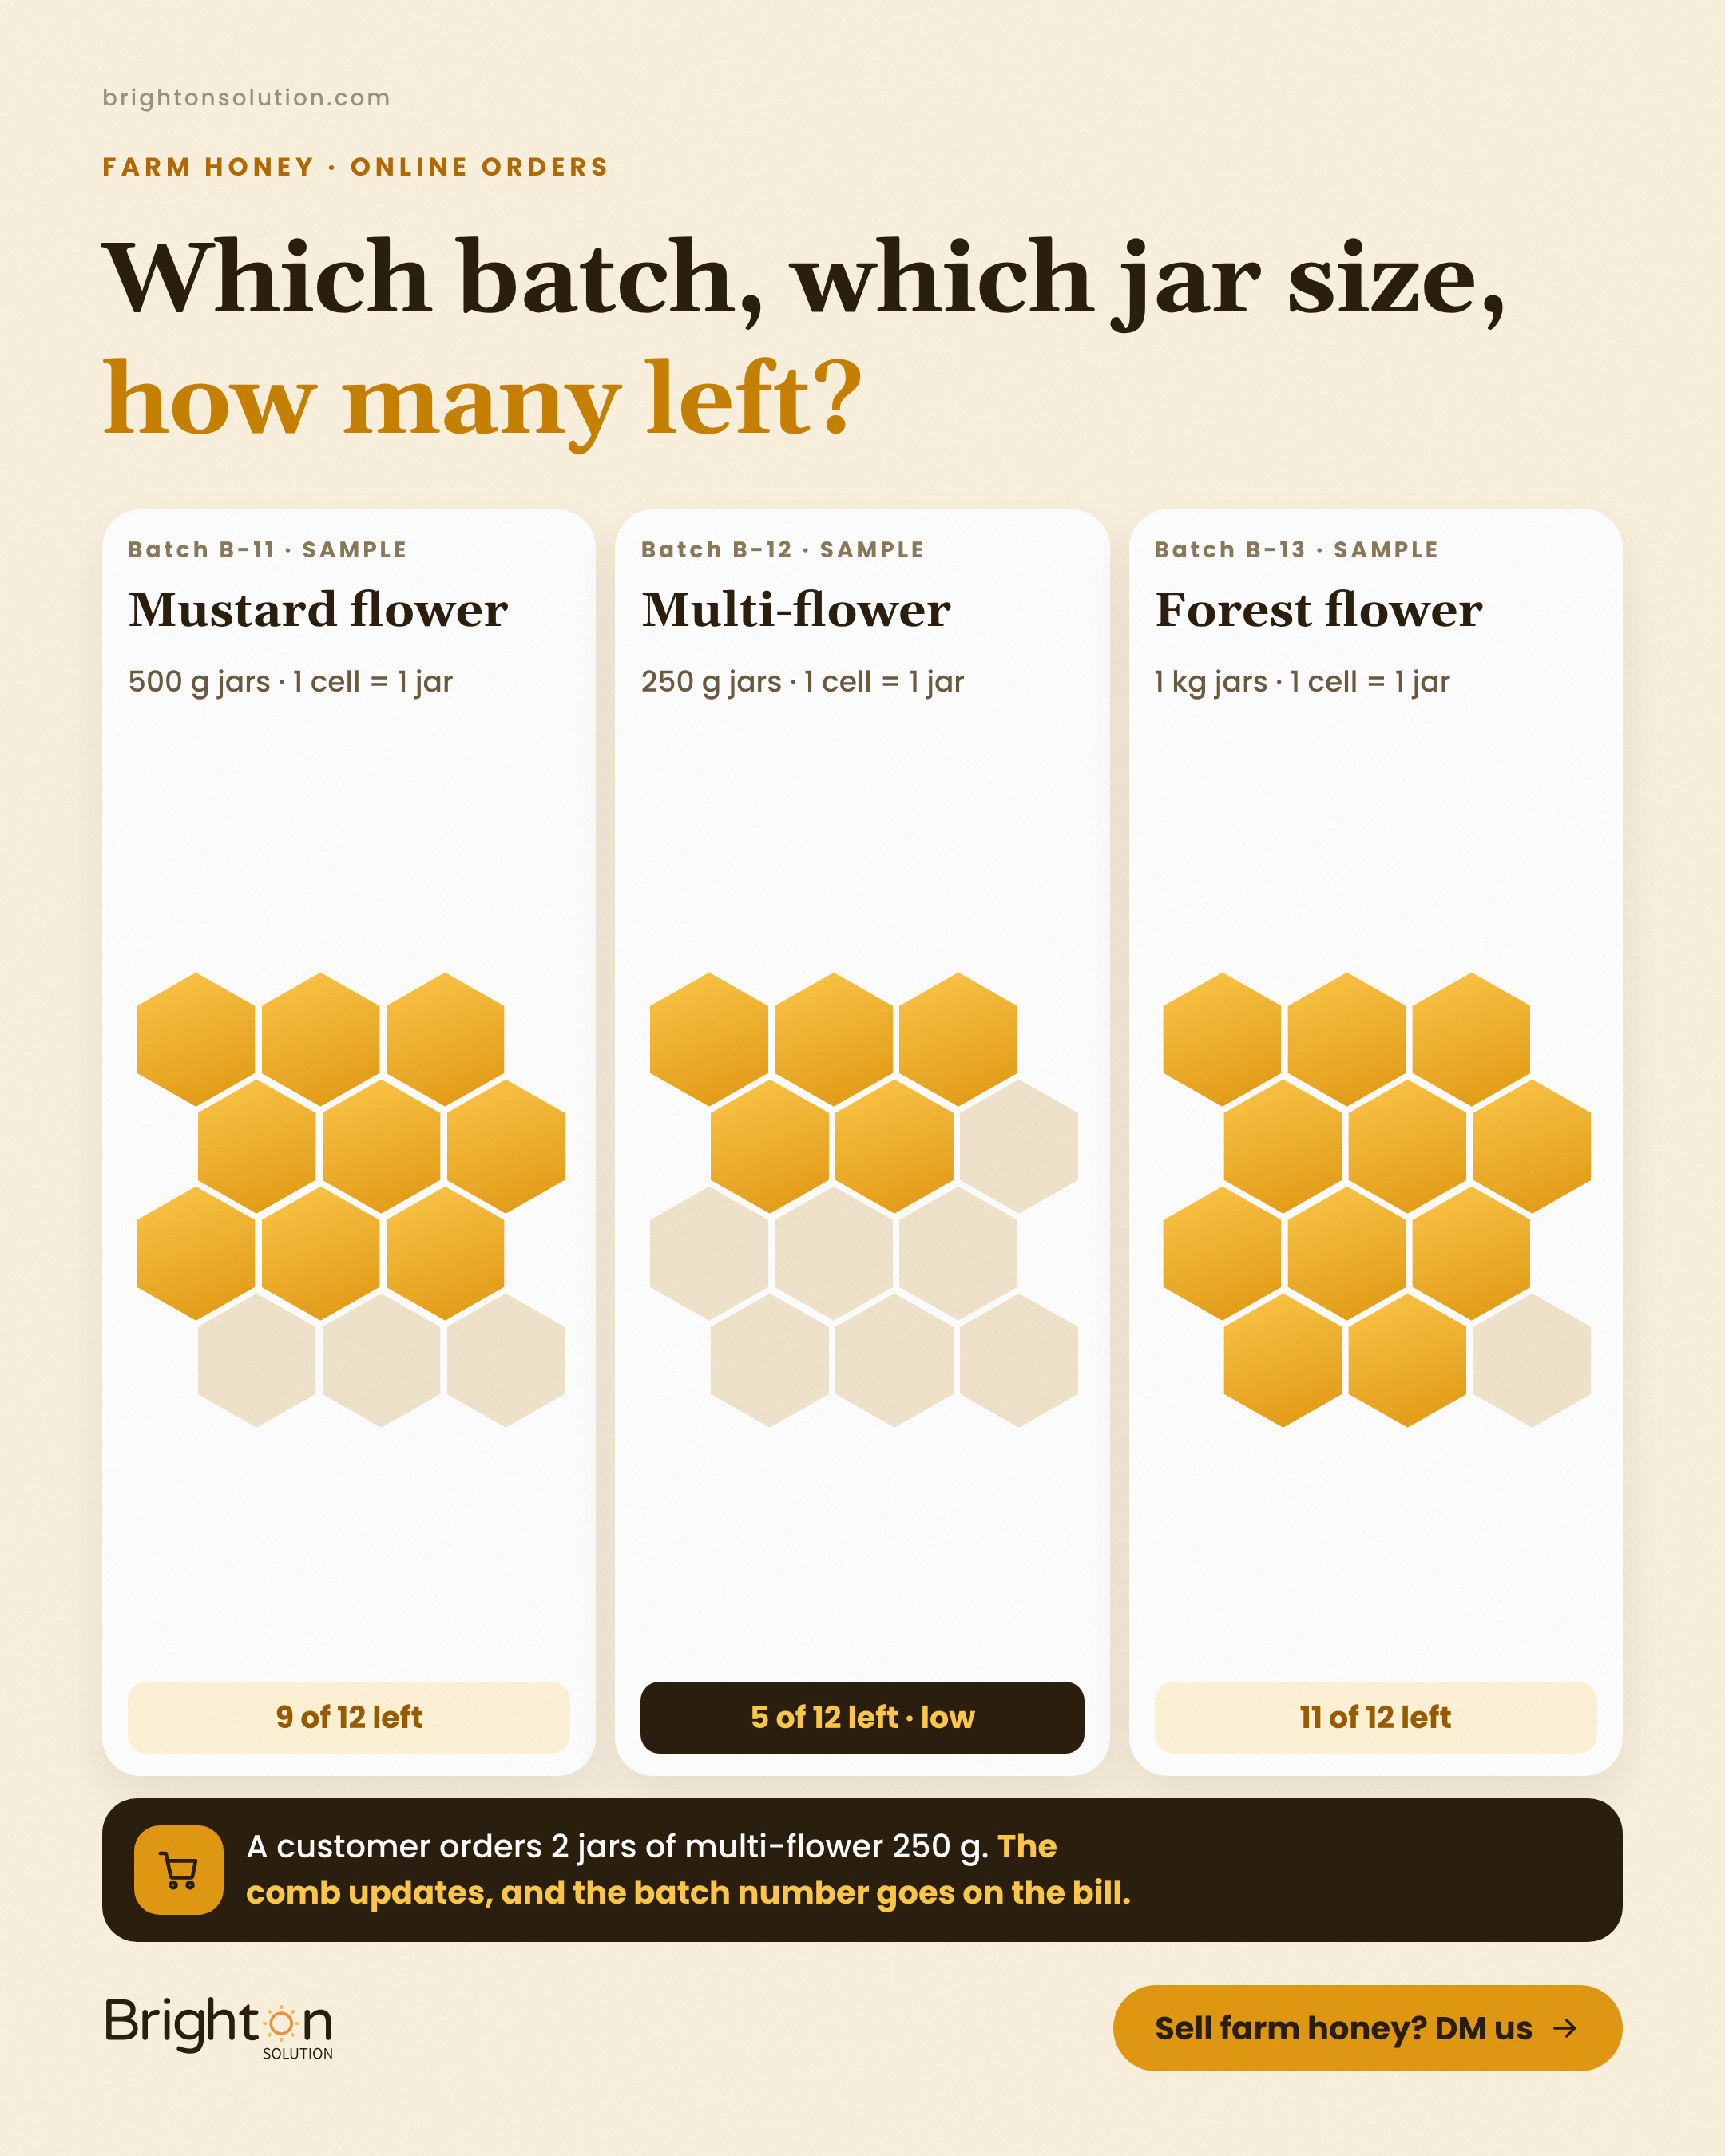 brightonsolution.com
FARM HONEY · ONLINE ORDERS
Which batch, which jar size,
how many left?
Batch B-11 · SAMPLE
Mustard flower
500 g jars · 1 cell = 1 jar
9 of 12 left
Batch B-12 · SAMPLE
Multi-flower
250 g jars · 1 cell = 1 jar
5 of 12 left · low
Batch B-13 · SAMPLE
Forest flower
1 kg jars · 1 cell = 1 jar
11 of 12 left
A customer orders 2 jars of multi-flower 250 g. The
comb updates, and the batch number goes on the bill.
Brighton
SOLUTION
Sell farm honey? DM us →